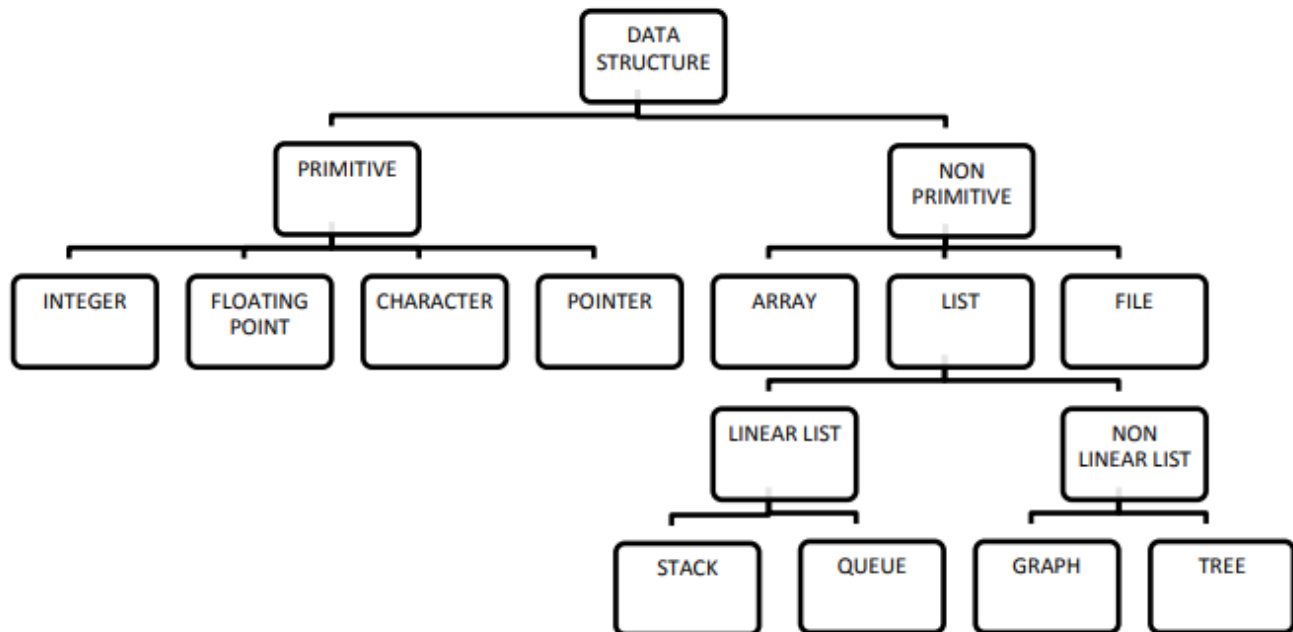 DATA
STRUCTURE
PRIMITIVE
NON
PRIMITIVE
INTEGER
FLOATING
POINT
CHARACTER
POINTER
ARRAY
LIST
FILE
LINEAR LIST
NON
LINEAR LIST
STACK
QUEUE
GRAPH
TREE